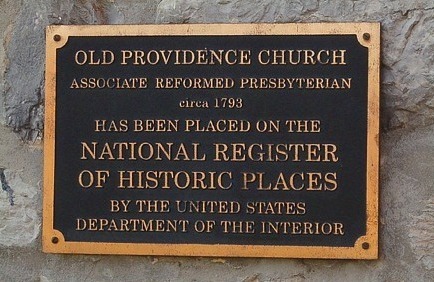 OLD PROVIDENCE CHURCH
ASSOCIATE REFORMED PRESBYTERIAN
circa 1793
HAS BEEN PLACED ON THE
NATIONAL REGISTER
OF HISTORIC PLACES
BY THE UNITED STATES
DEPARTMENT OF THE INTERIOR